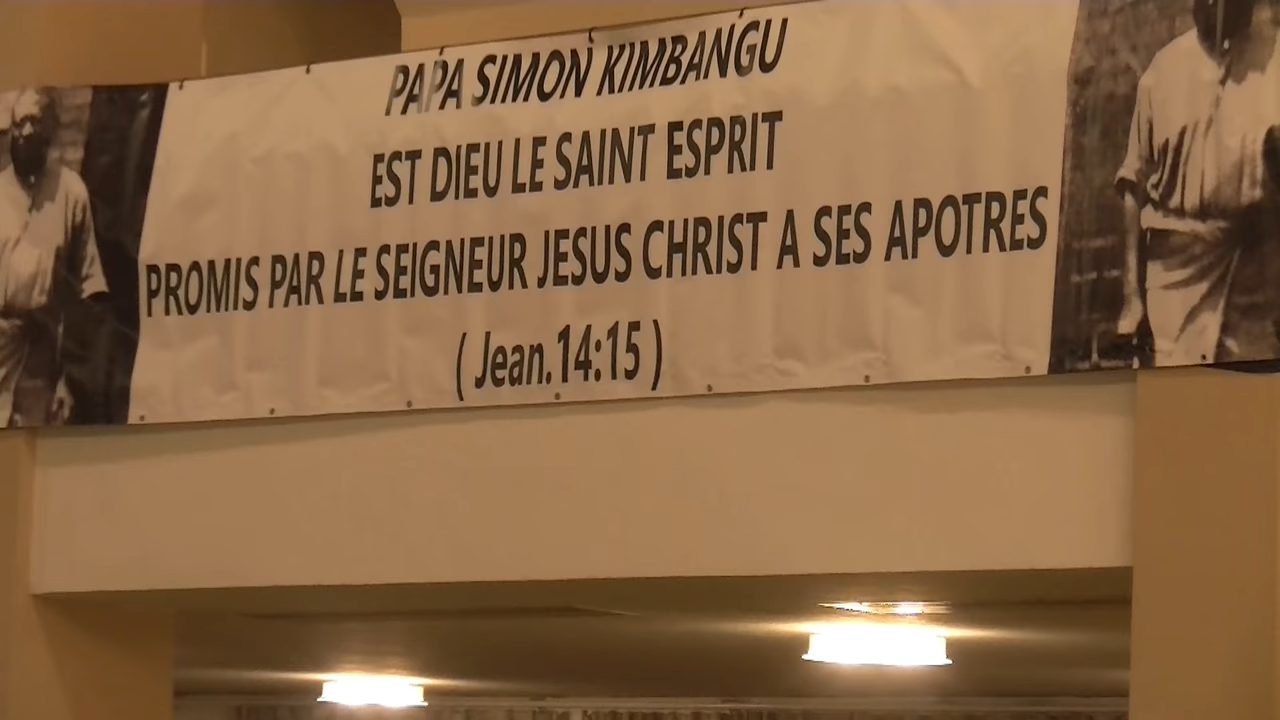 PAPA SIMON KIMBANGU
EST DIEU LE SAINT ESPRIT
PROMIS PAR LE SEIGNEUR JESUS CHRIST A SES APOTRES
( Jean.14:15 )